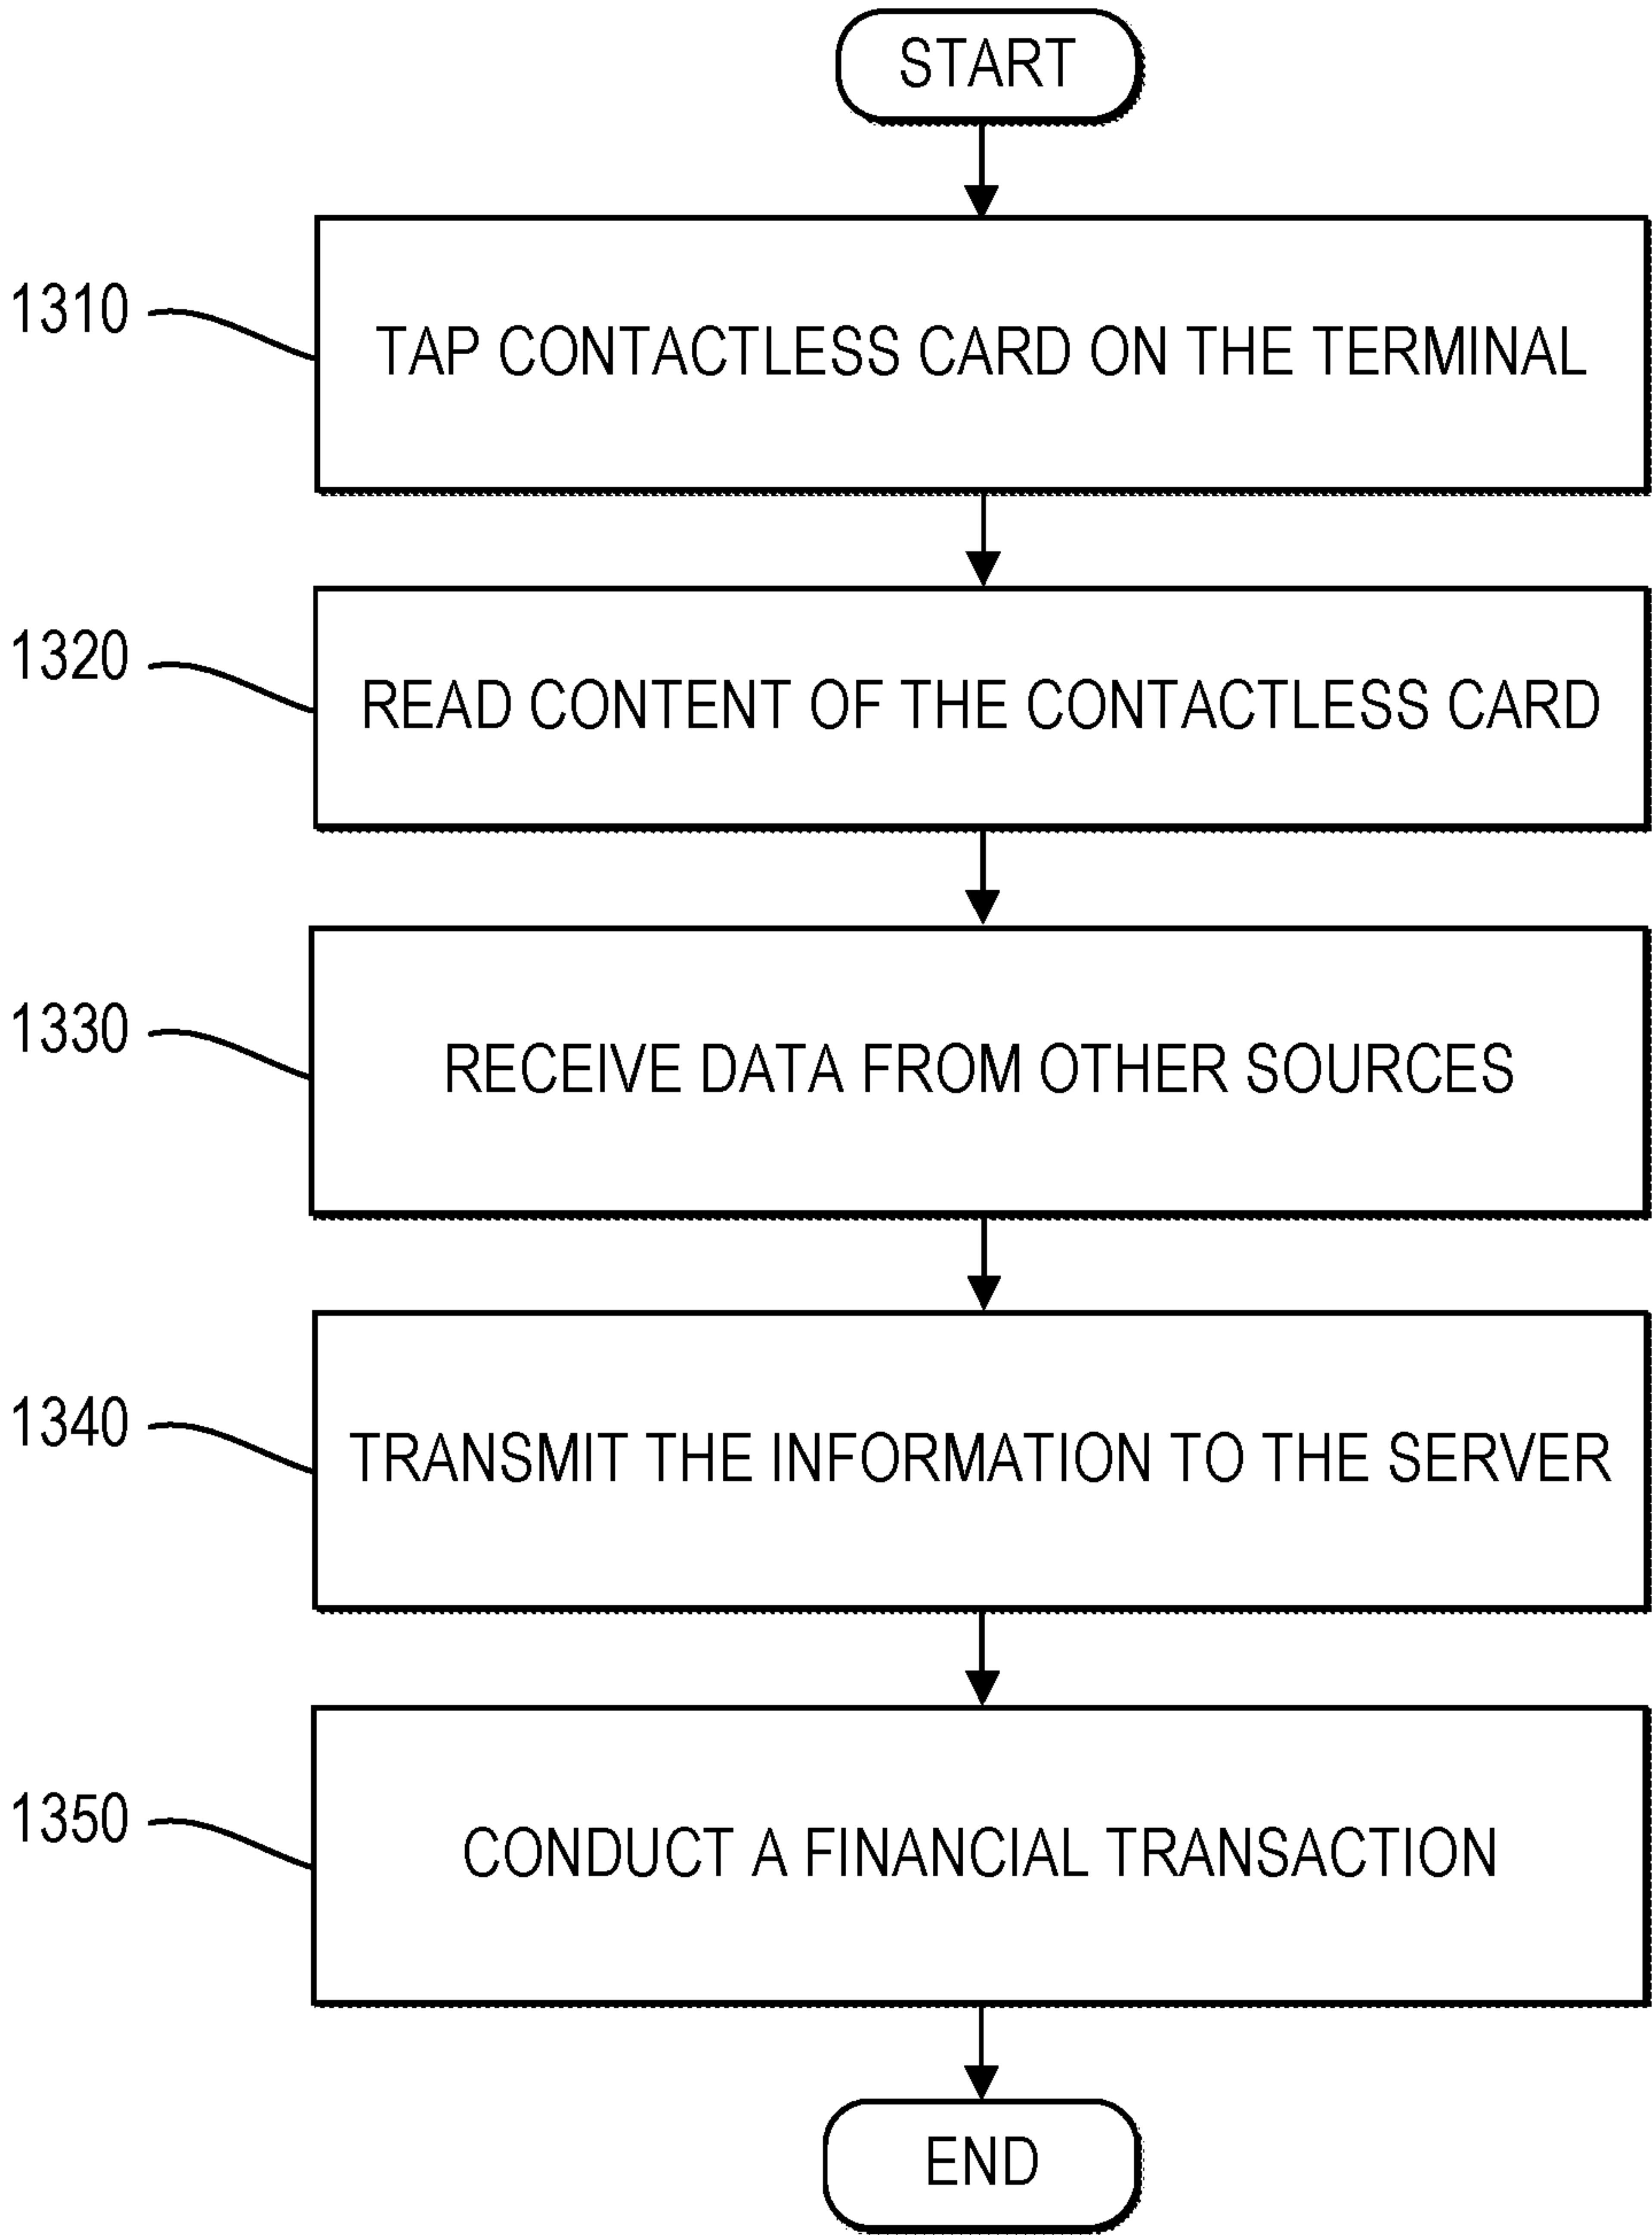 START
1310
TAP CONTACTLESS CARD ON THE TERMINAL
1320
READ CONTENT OF THE CONTACTLESS CARD
1330
RECEIVE DATA FROM OTHER SOURCES
1340
TRANSMIT THE INFORMATION TO THE SERVER
1350
CONDUCT A FINANCIAL TRANSACTION
END